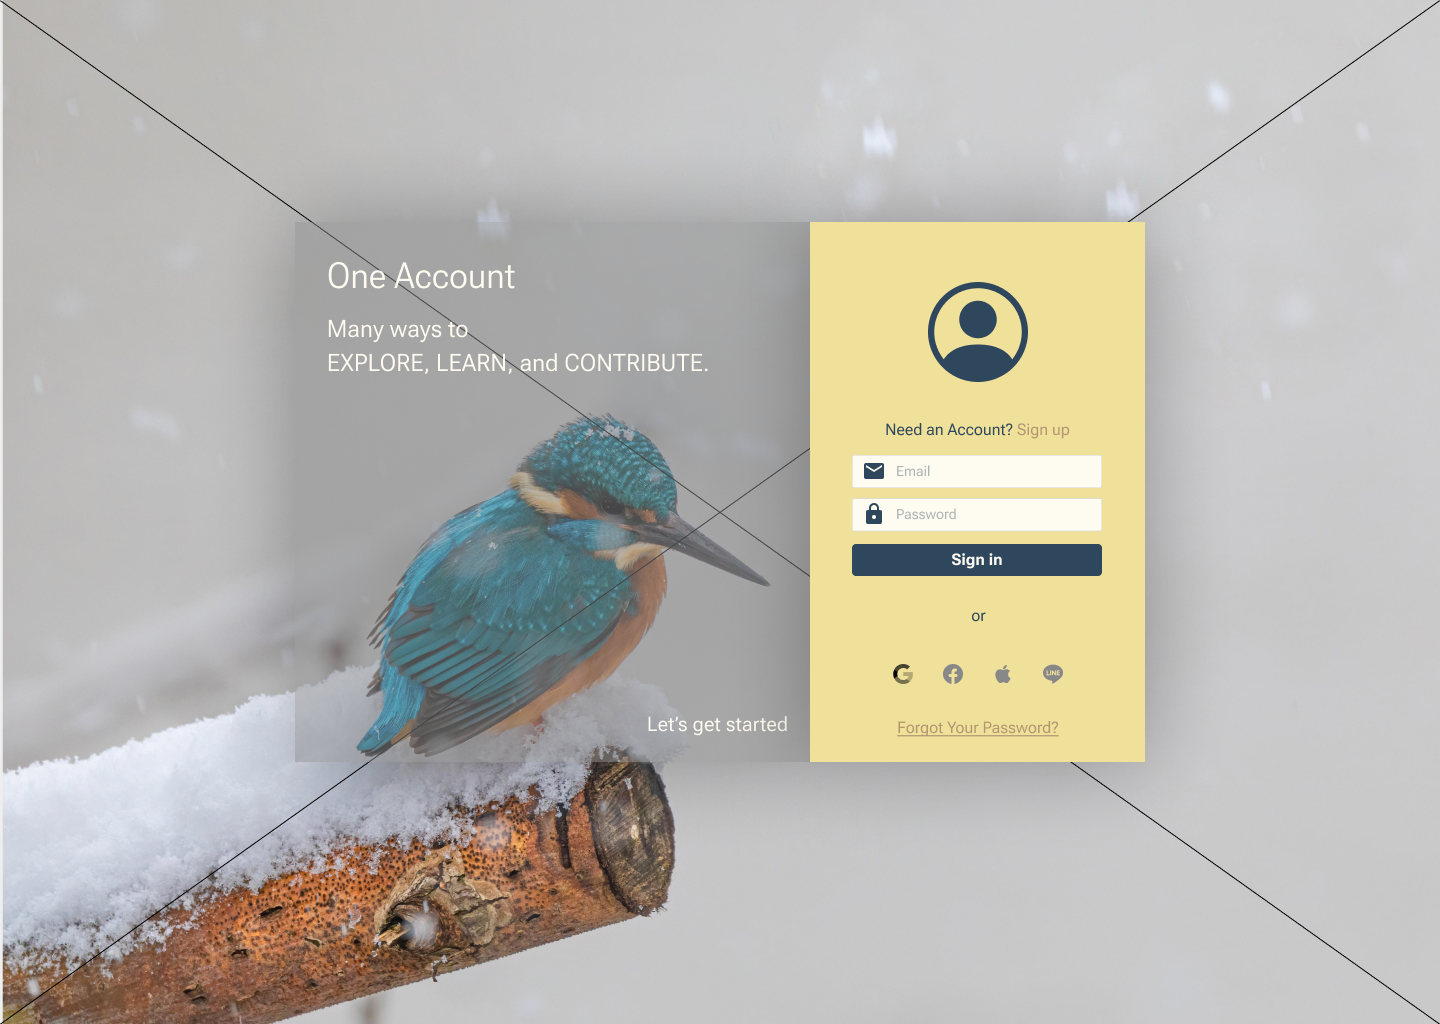 One Account
Many ways to
EXPLORE, LEARN, and CONTRIBUTE.
Let's get started
Need an Account? Sign up
Email
Password
Sign in
or
G
LINE
Forgot Your Password?